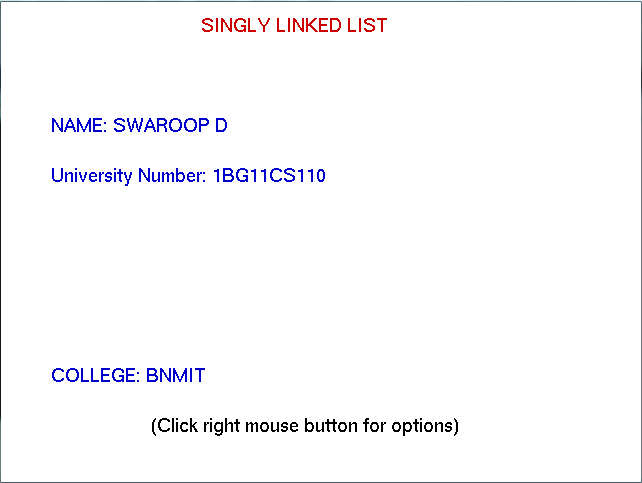 SINGLY LINKED LIST
NAME: SWAROOP D
University Number: 1BG11CS110
COLLEGE: BNMIT
(Click right mouse button for options)